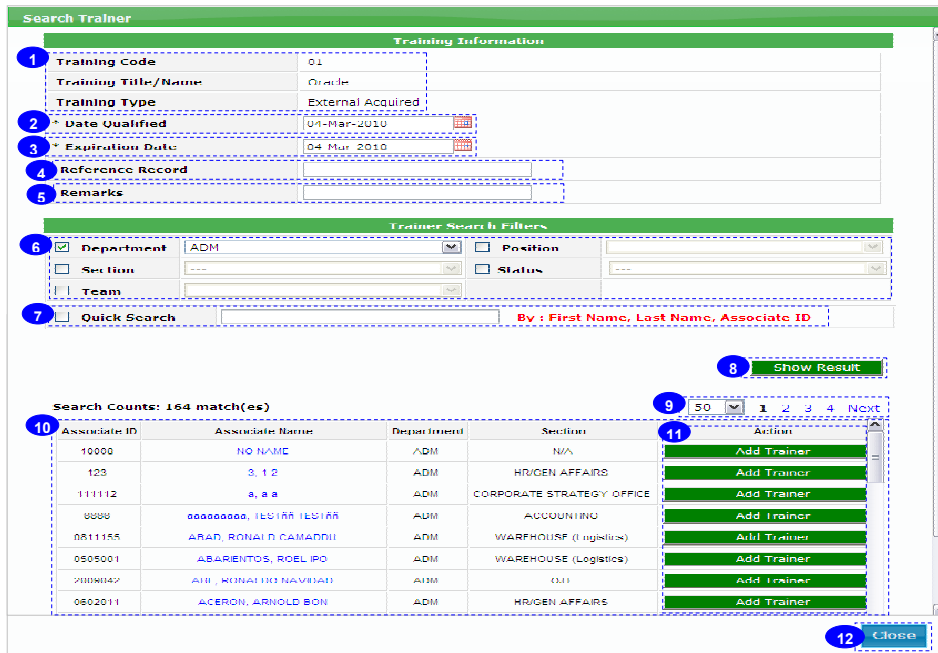 Search Trainer
Training Information
1 Training Code 01
Training Title/Name Oracle
Training Type External Acquired
2 * Date Qualified 04-Mar-2010
3 * Expiration Date 04-Mar-2010
4 Reference Record
5 Remarks
Trainer Search Filters
6 Department ADM Position
Section --- Status ---
Team
7 Quick Search By : First Name, Last Name, Associate ID
8 Show Result
Search Counts: 164 match(es) 9 50 1 2 3 4 Next
10 Associate ID Associate Name Department Section 11 Action
10000 NO NAME ADM N/A Add Trainer
123 3, 1 2 ADM HR/GEN AFFAIRS Add Trainer
111112 a, a a ADM CORPORATE STRATEGY OFFICE Add Trainer
8888 aaaaaaaaa, TESTññ TESTññ ADM ACCOUNTING Add Trainer
0811155 ABAD, RONALD CAMADDU ADM WAREHOUSE (Logistics) Add Trainer
0505001 ABARIENTOS, ROEL IPO ADM WAREHOUSE (Logistics) Add Trainer
2009042 RONALDO NAVIDAD ADM OJT Add Trainer
0602011 ACERON, ARNOLD BON ADM HR/GEN AFFAIRS Add Trainer
12 Close